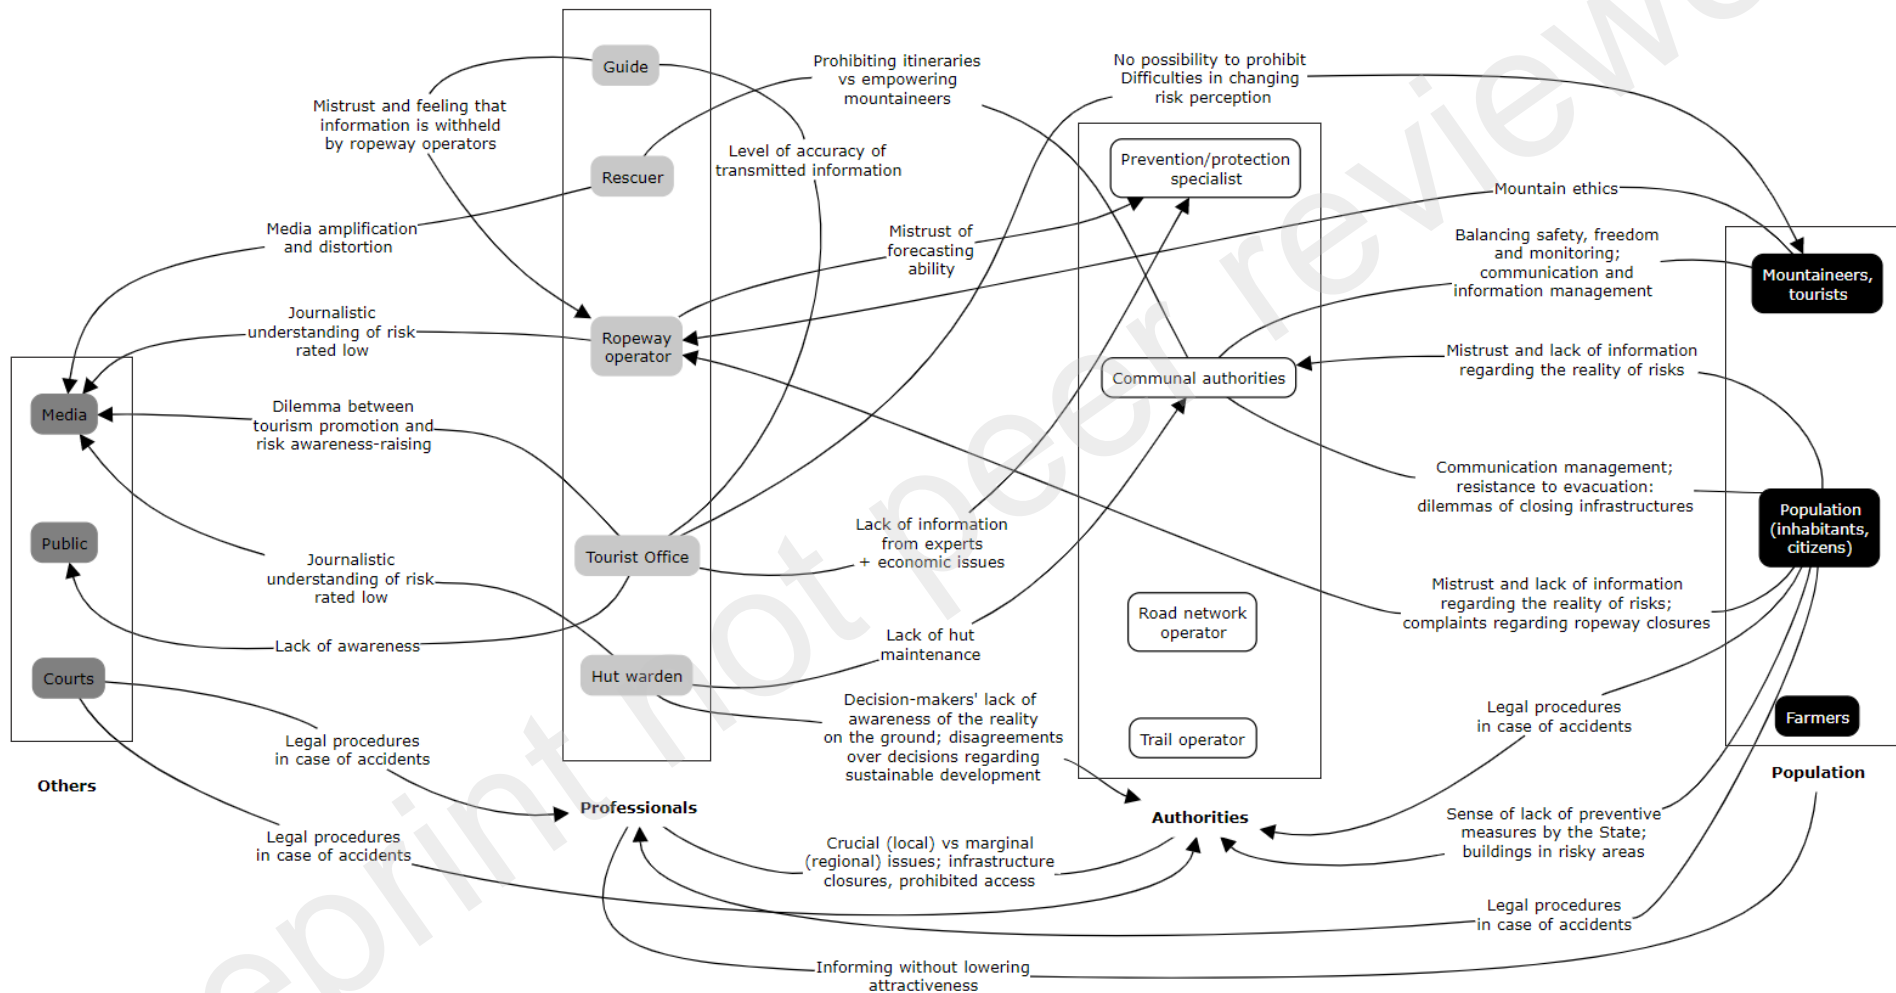 Guide
Rescuer
Ropeway
operator
Tourist Office
Hut warden
Professionals
Media
Public
Courts
Others
Prevention/protection
specialist
Communal authorities
Road network
operator
Trail operator
Authorities
Mountaineers,
tourists
Population
(inhabitants,
citizens)
Farmers
Population
Mistrust and feeling that
information is withheld
by ropeway operators
Prohibiting itineraries
vs empowering
mountaineers
No possibility to prohibit
Difficulties in changing
risk perception
Level of accuracy of
transmitted information
Mountain ethics
Media amplification
and distortion
Mistrust of
forecasting
ability
Balancing safety, freedom
and monitoring;
communication and
information management
Journalistic
understanding of risk
rated low
Mistrust and lack of information
regarding the reality of risks
Dilemma between
tourism promotion and
risk awareness-raising
Communication management;
resistance to evacuation:
dilemmas of closing infrastructures
Lack of information
from experts
+ economic issues
Journalistic
understanding of risk
rated low
Mistrust and lack of information
regarding the reality of risks;
complaints regarding ropeway closures
Lack of awareness
Lack of hut
maintenance
Decision-makers' lack of
awareness of the reality
on the ground; disagreements
over decisions regarding
sustainable development
Legal procedures
in case of accidents
Legal procedures
in case of accidents
Legal procedures
in case of accidents
Crucial (local) vs marginal
(regional) issues; infrastructure
closures, prohibited access
Sense of lack of preventive
measures by the State;
buildings in risky areas
Legal procedures
in case of accidents
Informing without lowering
attractiveness
eprint not peer reviewe